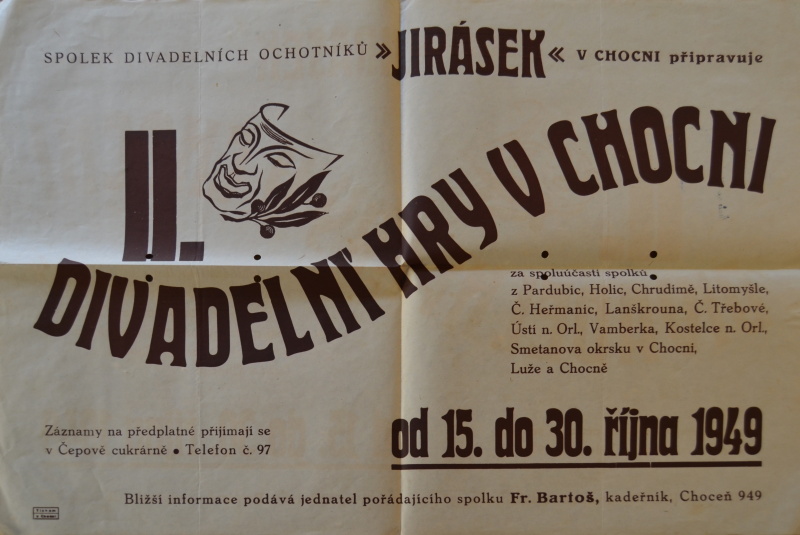 SPOLEK DIVADELNÍCH OCHOTNÍKŮ »JIRÁSEK« V CHOCNI připravuje
II.
DIVADELNÍ HRY V CHOCNI
za spoluúčasti spolků
z Pardubic, Holic, Chrudimě, Litomyšle,
Č. Heřmanic, Lanškrouna, Č. Třebové,
Ústí n. Orl., Vamberka, Kostelce n. Orl.,
Smetanova okrsku v Chocni,
Luže a Chocně
Záznamy na předplatné přijímají se
v Čepově cukrárně • Telefon č. 97
od 15. do 30. října 1949
Bližší informace podává jednatel pořádajícího spolku Fr. Bartoš, kadeřník, Choceň 949